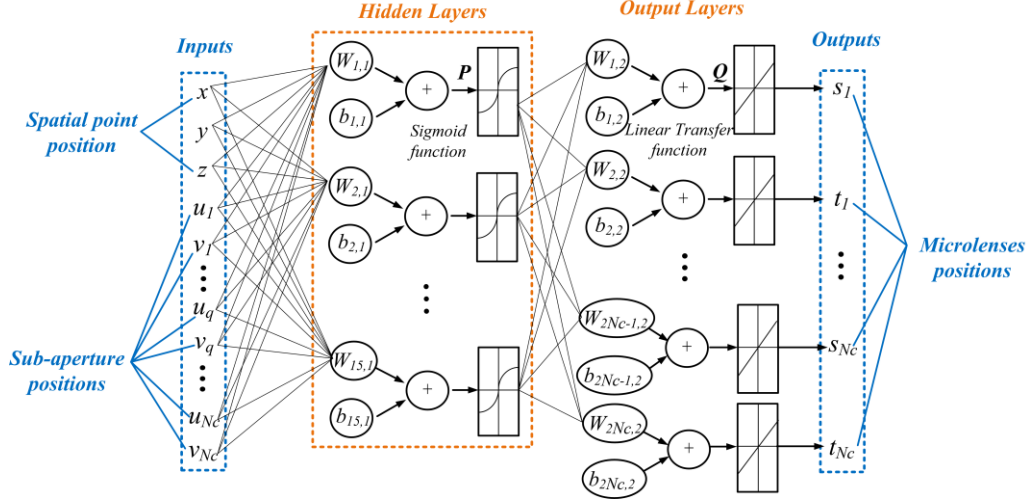 Hidden Layers
Output Layers
Inputs
Outputs
Spatial point
position
Sub-aperture
positions
x
y
z
u1
v1
uq
vq
uNc
vNc
W1,1
b1,1
+
P
Sigmoid
function
W2,1
b2,1
+
W15,1
b15,1
+
W1,2
b1,2
+
Q
Linear Transfer
function
W2,2
b2,2
+
W2Nc-1,2
b2Nc-1,2
+
W2Nc,2
b2Nc,2
+
s1
t1
sNc
tNc
Microlenses
positions